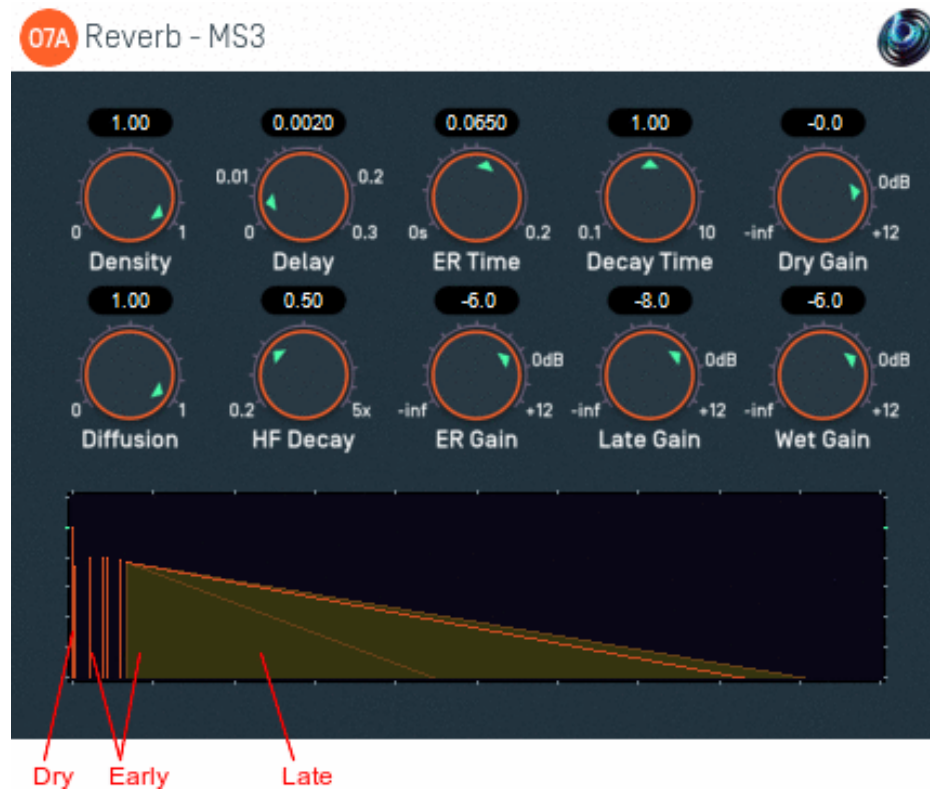 O7A Reverb - MS3
1.00 0.0020 0.0650 1.00 -0.0
0.01 0.2 0dB
0 1 0 0.3 0s 0.2 0.1 10 -inf +12
Density Delay ER Time Decay Time Dry Gain
1.00 0.50 -6.0 -8.0 -6.0
0dB 0dB 0dB
0 1 0.2 5x -inf +12 -inf +12 -inf +12
Diffusion HF Decay ER Gain Late Gain Wet Gain
Dry Early Late